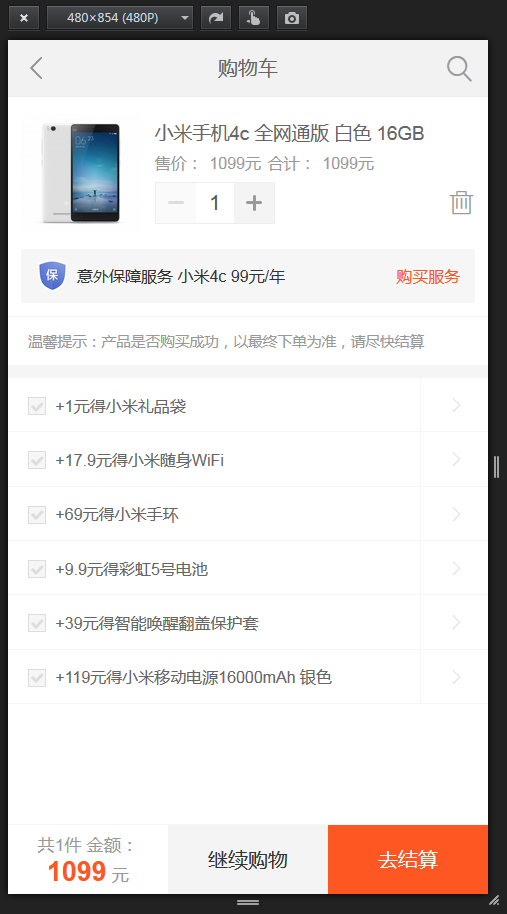 480×854 (480P)
购物车
小米手机4c 全网通版 白色 16GB
售价： 1099元 合计： 1099元
1
保 意外保障服务 小米4c 99元/年 购买服务
温馨提示：产品是否购买成功，以最终下单为准，请尽快结算
+1元得小米礼品袋
+17.9元得小米随身WiFi
+69元得小米手环
+9.9元得彩虹5号电池
+39元得智能唤醒翻盖保护套
+119元得小米移动电源16000mAh 银色
共1件 金额：
1099 元
继续购物
去结算